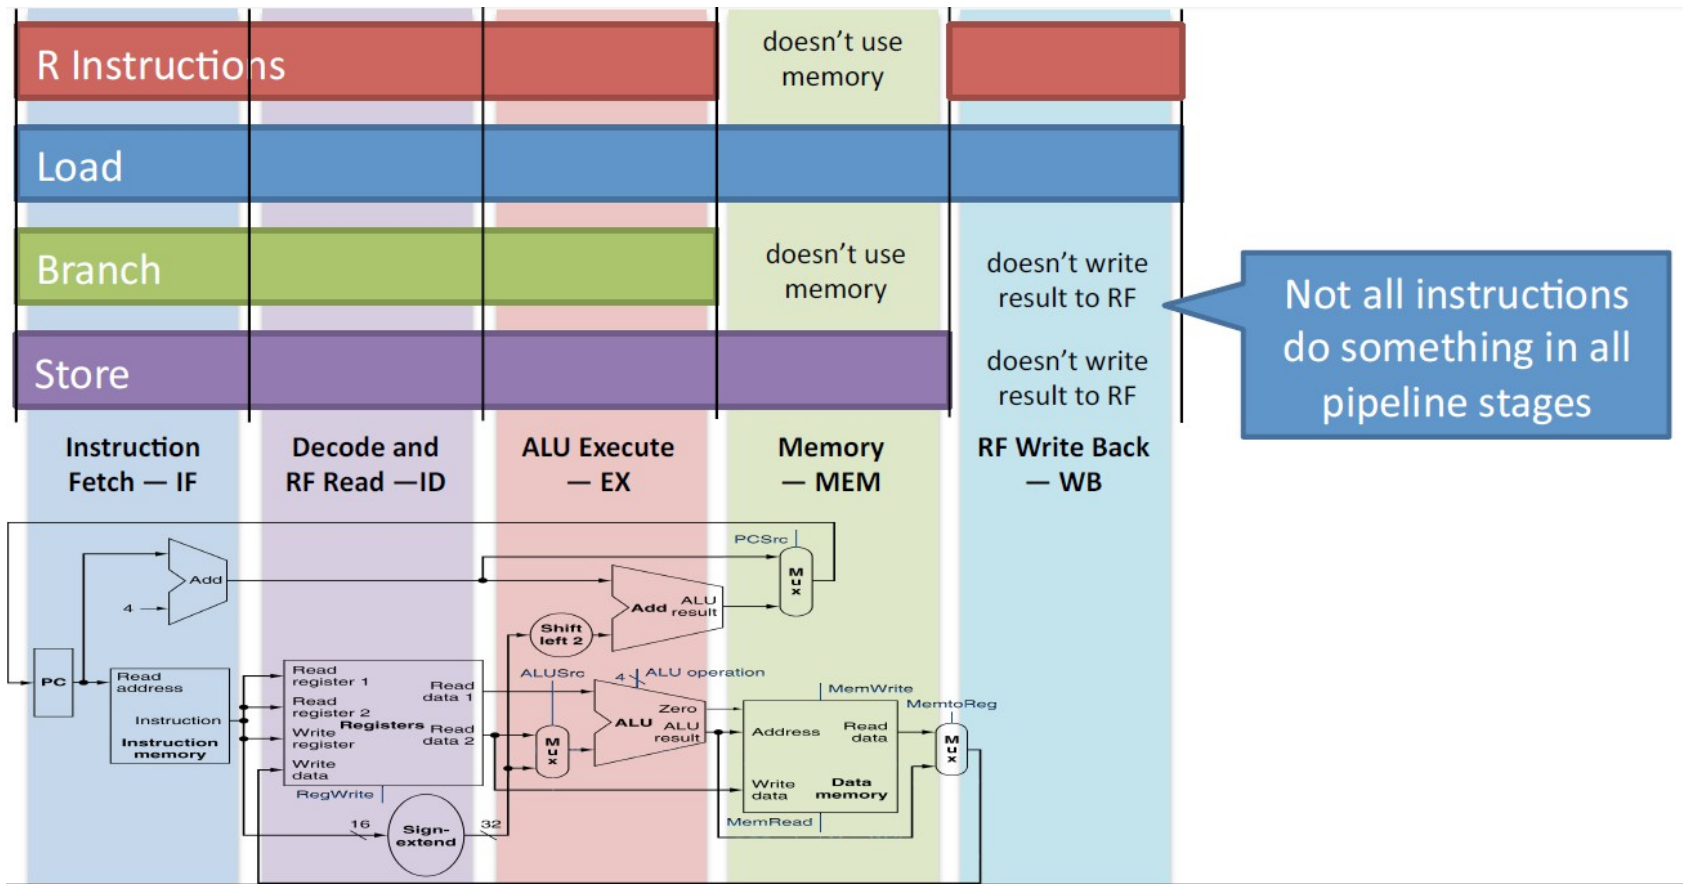 R Instructions
doesn't use
memory
Load
Branch
doesn't use
memory
doesn't write
result to RF
Store
doesn't write
result to RF
Not all instructions
do something in all
pipeline stages
Instruction
Fetch — IF
Decode and
RF Read —ID
ALU Execute
— EX
Memory
— MEM
RF Write Back
— WB
PCSrc
Mux
Add
4
Add
ALU
result
Shift
left 2
PC
Read
address
Instruction
Instruction
memory
Read
register 1
Read
register 2
Write
register
Write
data
Registers
Read
data 1
Read
data 2
RegWrite
16
Sign-
extend
32
ALUSrc
Mux
4
ALU operation
ALU
Zero
ALU
result
MemWrite
Address
Read
data
Write
data
Data
memory
MemRead
MemtoReg
Mux